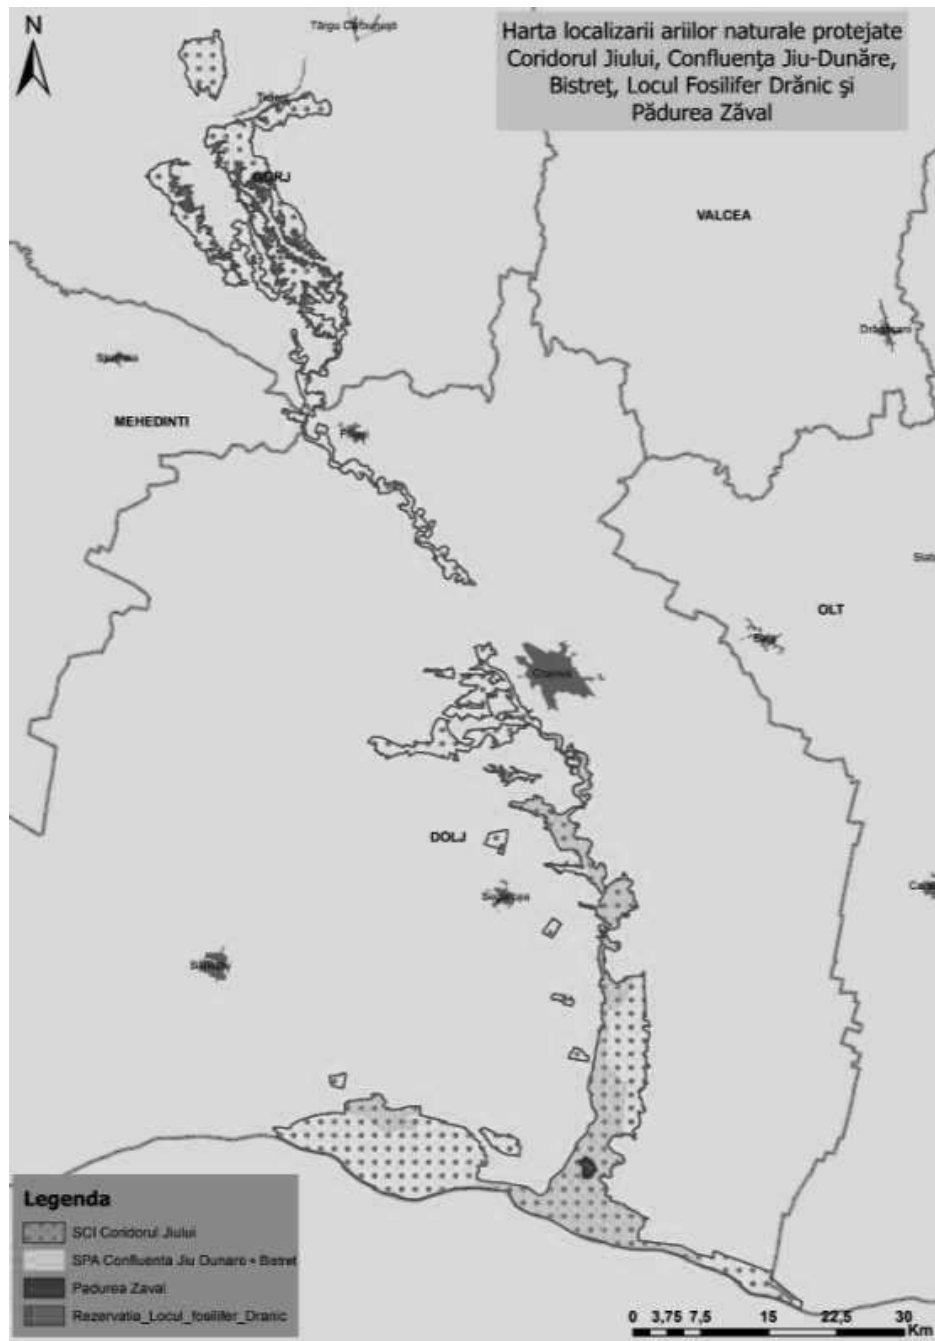 N
Târgu Cărbunești
Harta localizarii ariilor naturale protejate
Coridorul Jiului, Confluenţa Jiu-Dunăre,
Bistreţ, Locul Fosilifer Drănic şi
Pădurea Zăval
GORJ
VALCEA
MEHEDINTI
OLT
DOLJ
Legenda
SCI Coridorul Jiului
SPA Confluenta Jiu Dunare + Bistret
Padurea Zaval
Rezervatia_Locul_fosilifer_Dranic
0 3,75 7,5 15 22,5 30
Km